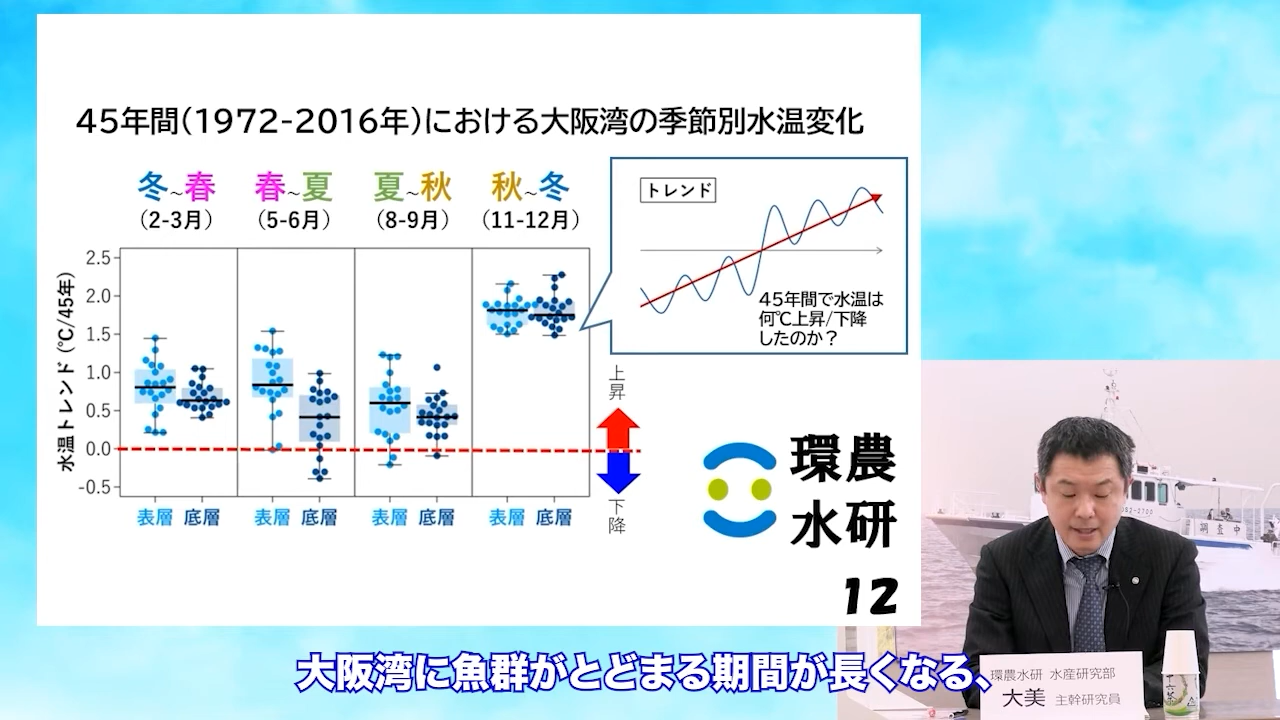 45年間(1972-2016年)における大阪湾の季節別水温変化
冬~春
(2-3月)
春~夏
(5-6月)
夏~秋
(8-9月)
秋~冬
(11-12月)
トレンド
45年間で水温は
何℃上昇/下降
したのか?
水温トレンド(℃/45年)
2.5
2.0
1.5
1.0
0.5
0.0
-0.5
表層 底層 表層 底層 表層 底層 表層 底層
上昇
下降
環農
水研
12
調査中
大阪湾に魚群がとどまる期間が長くなる、
環農水研 水産研究部
大美 主幹研究員
十六茶